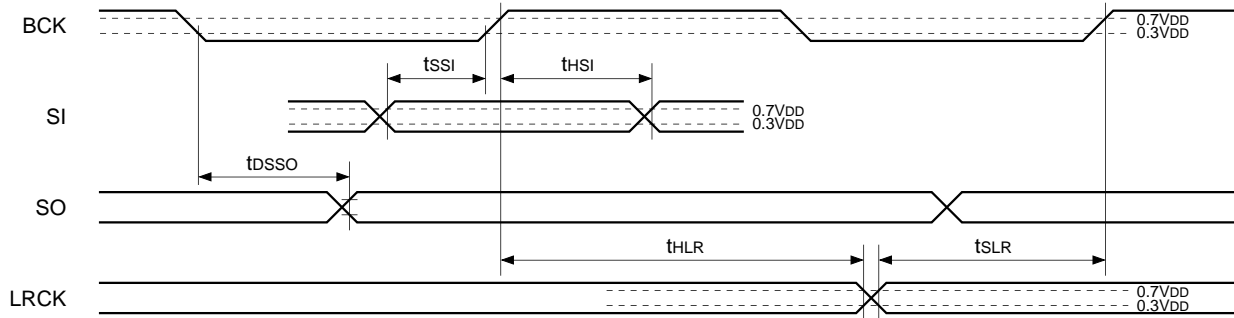 BCK
0.7VDD
0.3VDD
tSSI
tHSI
SI
0.7VDD
0.3VDD
tDSSO
SO
tHLR
tSLR
LRCK
0.7VDD
0.3VDD